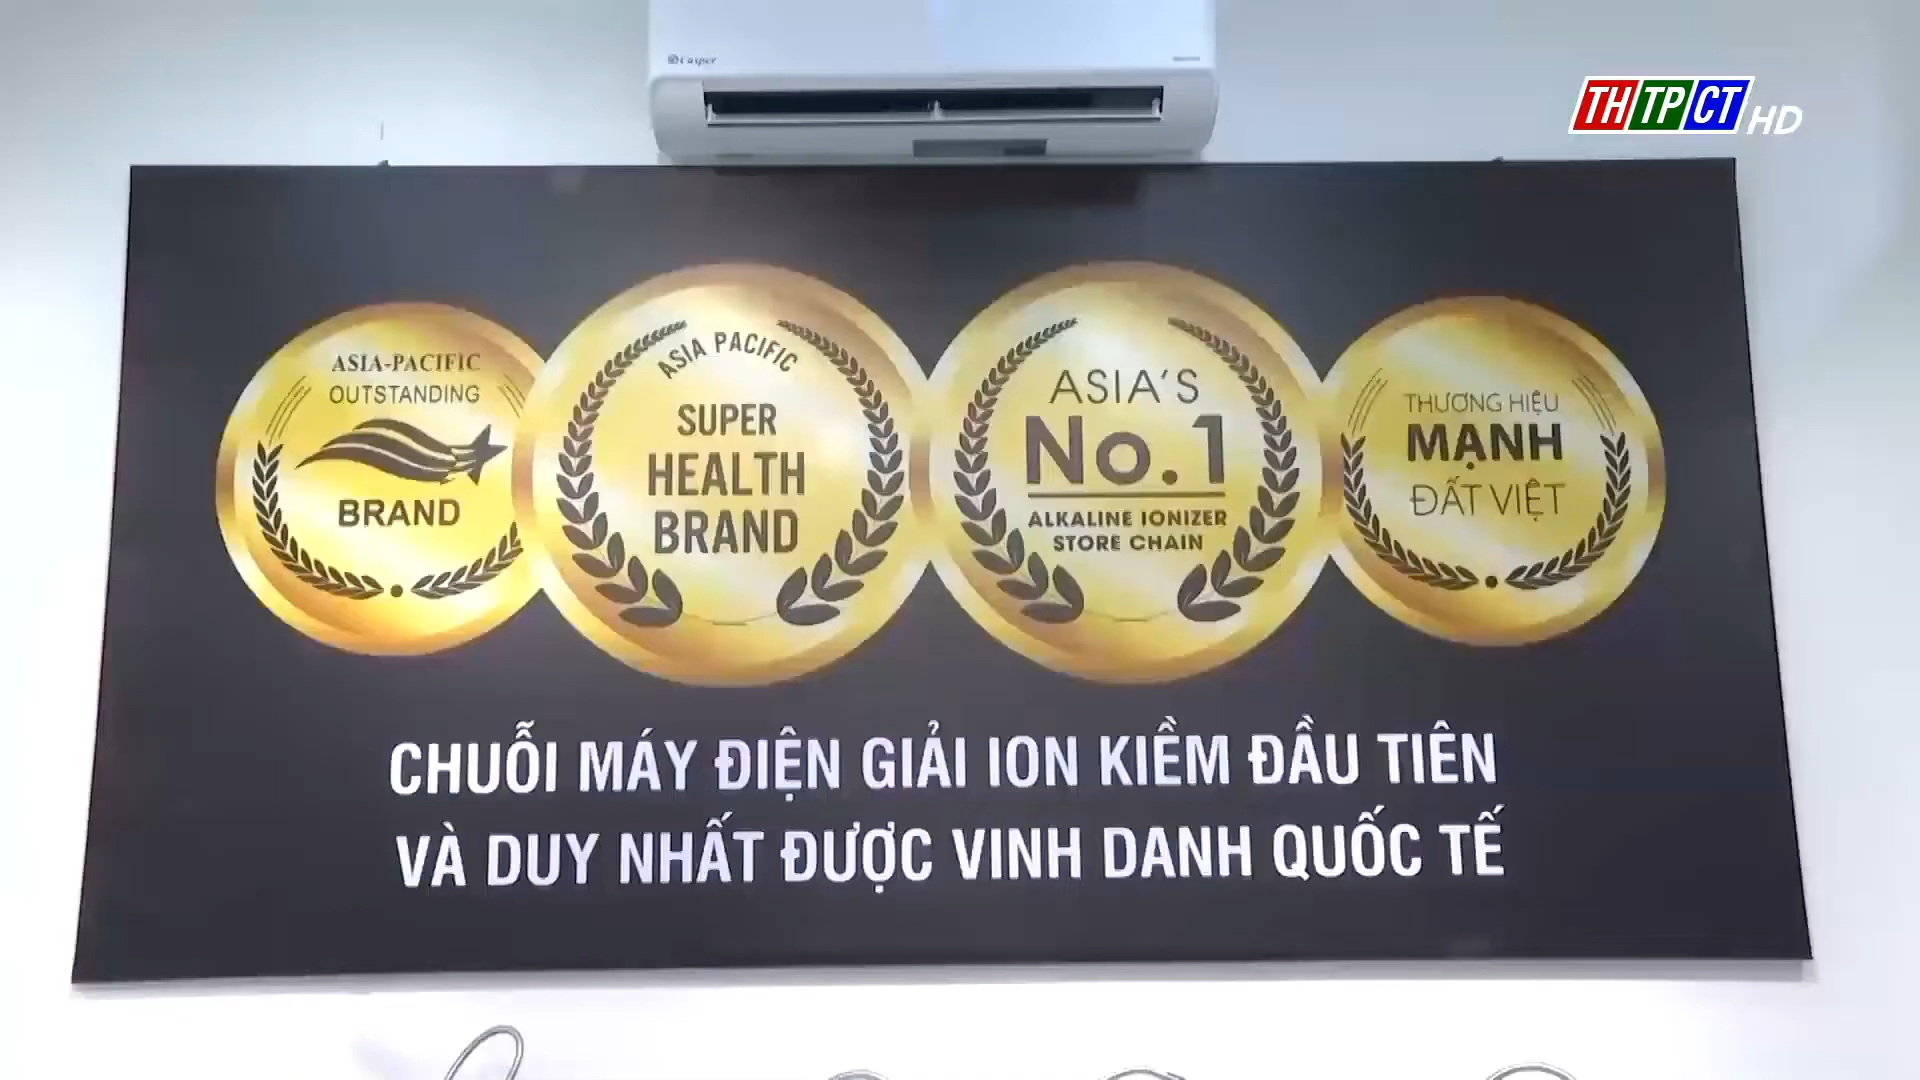 Casper
THTPCT HD
ASIA-PACIFIC
OUTSTANDING
BRAND
ASIA PACIFIC
SUPER
HEALTH
BRAND
ASIA'S
No.1
ALKALINE IONIZER
STORE CHAIN
THƯƠNG HIỆU
MẠNH
ĐẤT VIỆT
CHUỖI MÁY ĐIỆN GIẢI ION KIỀM ĐẦU TIÊN
VÀ DUY NHẤT ĐƯỢC VINH DANH QUỐC TẾ